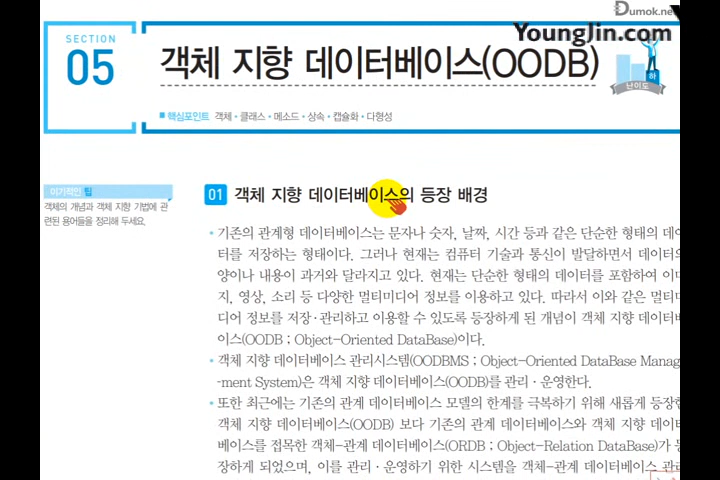 Dumok.ne
YoungJin.com
SECTION
05
객체 지향 데이터베이스(OODB)
하
난이도
핵심포인트 객체 · 클래스 · 메소드 · 상속 · 캡슐화 · 다형성
이기적인 팁
객체의 개념과 객체 지향 기법에 관
련된 용어들을 정리해 두세요.
01 객체 지향 데이터베이스의 등장 배경
• 기존의 관계형 데이터베이스는 문자나 숫자, 날짜, 시간 등과 같은 단순한 형태의 데이
터를 저장하는 형태이다. 그러나 현재는 컴퓨터 기술과 통신이 발달하면서 데이터의
양이나 내용이 과거와 달라지고 있다. 현재는 단순한 형태의 데이터를 포함하여 이미
지, 영상, 소리 등 다양한 멀티미디어 정보를 이용하고 있다. 따라서 이와 같은 멀티미
디어 정보를 저장 · 관리하고 이용할 수 있도록 등장하게 된 개념이 객체 지향 데이터베
이스(OODB ; Object-Oriented DataBase)이다.
• 객체 지향 데이터베이스 관리시스템(OODBMS ; Object-Oriented DataBase Manage
-ment System)은 객체 지향 데이터베이스(OODB)를 관리 · 운영한다.
• 또한 최근에는 기존의 관계 데이터베이스 모델의 한계를 극복하기 위해 새롭게 등장한
객체 지향 데이터베이스(OODB) 보다 기존의 관계 데이터베이스와 객체 지향 데이터
베이스를 접목한 객체-관계 데이터베이스(ORDB ; Object-Relation DataBase)가 등
장하게 되었으며, 이를 관리 · 운영하기 위한 시스템을 객체-관계 데이터베이스 관리